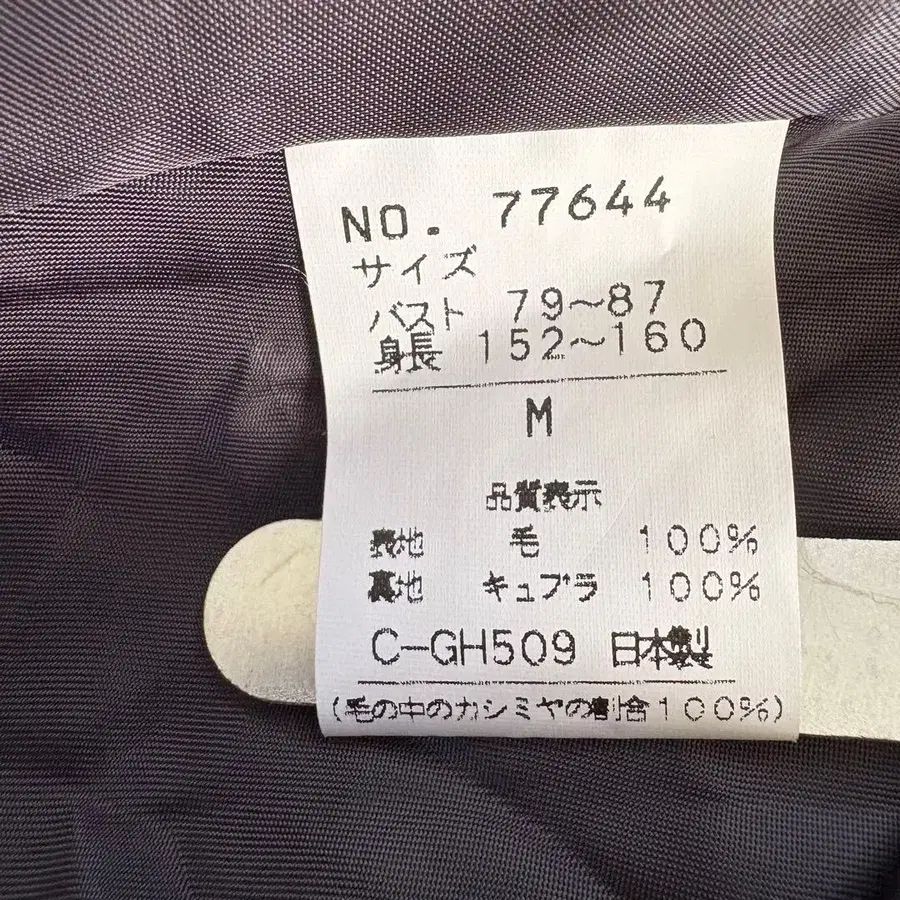 NO. 77644
サイズ
バスト 79〜87
身長 152〜160
M
品質表示
表地 毛 100%
裏地 キュプラ 100%
C-GH509 日本製
(毛の中のカシミヤの割合100%)